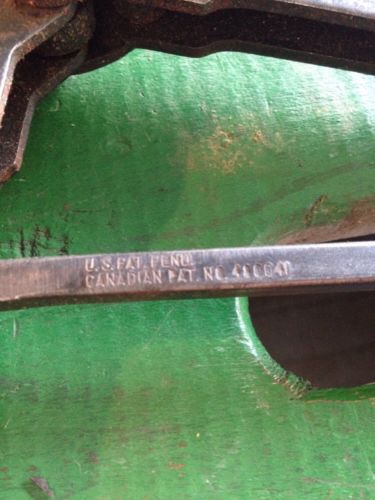 U.S. PAT. PEND.
CANADIAN PAT. NO.